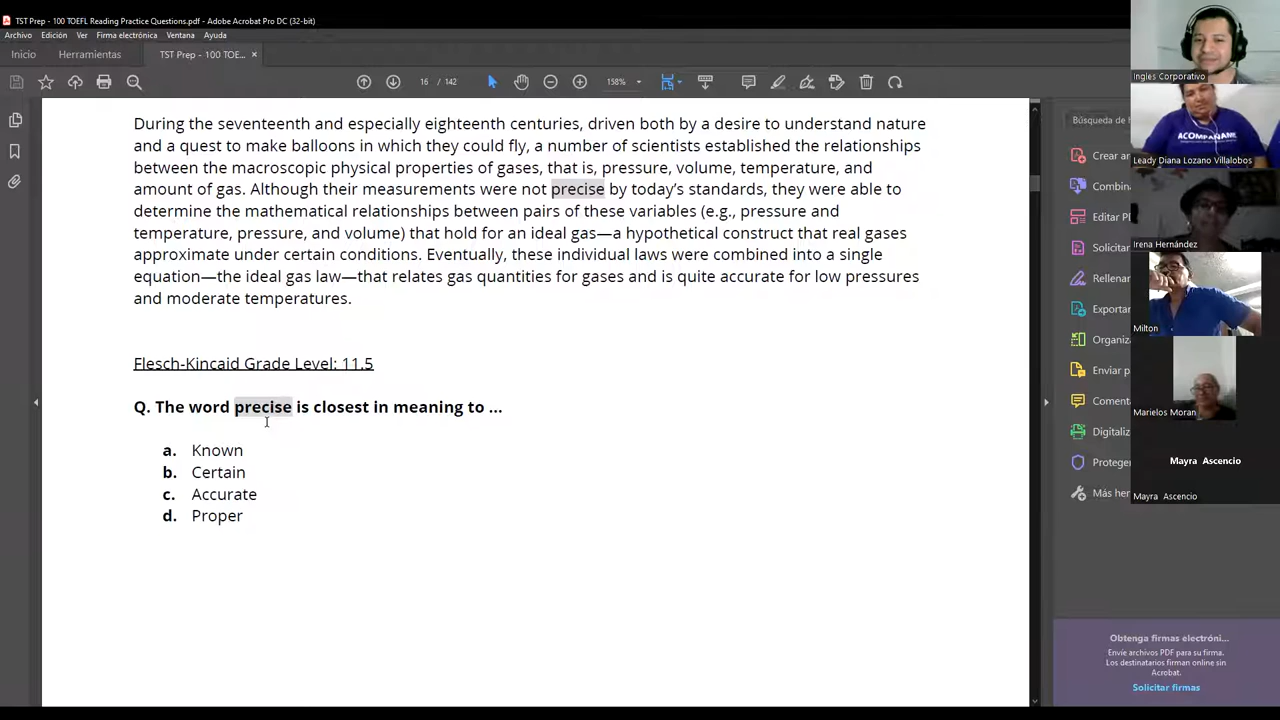 TST Prep - 100 TOEFL Reading Practice Questions.pdf - Adobe Acrobat Pro DC (32-bit)
Archivo Edición Ver Firma electrónica Ventana Ayuda
Inicio Herramientas TST Prep - 100 TOE... ×
16 / 142 158%
During the seventeenth and especially eighteenth centuries, driven both by a desire to understand nature
and a quest to make balloons in which they could fly, a number of scientists established the relationships
between the macroscopic physical properties of gases, that is, pressure, volume, temperature, and
amount of gas. Although their measurements were not precise by today's standards, they were able to
determine the mathematical relationships between pairs of these variables (e.g., pressure and
temperature, pressure, and volume) that hold for an ideal gas—a hypothetical construct that real gases
approximate under certain conditions. Eventually, these individual laws were combined into a single
equation—the ideal gas law—that relates gas quantities for gases and is quite accurate for low pressures
and moderate temperatures.
Flesch-Kincaid Grade Level: 11.5
Q. The word precise is closest in meaning to ...
a. Known
b. Certain
c. Accurate
d. Proper
Búsqueda de h
Crear ar
Combina
Editar P
Solicitar
Rellenar
Exportar
Organiza
Enviar p
Comenta
Digitaliz
Proteger
Más her
Obtenga firmas electróni...
Envíe archivos PDF para su firma.
Los destinatarios firman online sin
Acrobat.
Solicitar firmas
Ingles Corporativo
ACOMPAÑAME
Leady Diana Lozano Villalobos
Irena Hernández
Milton
Marielos Moran
Mayra Ascencio
Mayra Ascencio